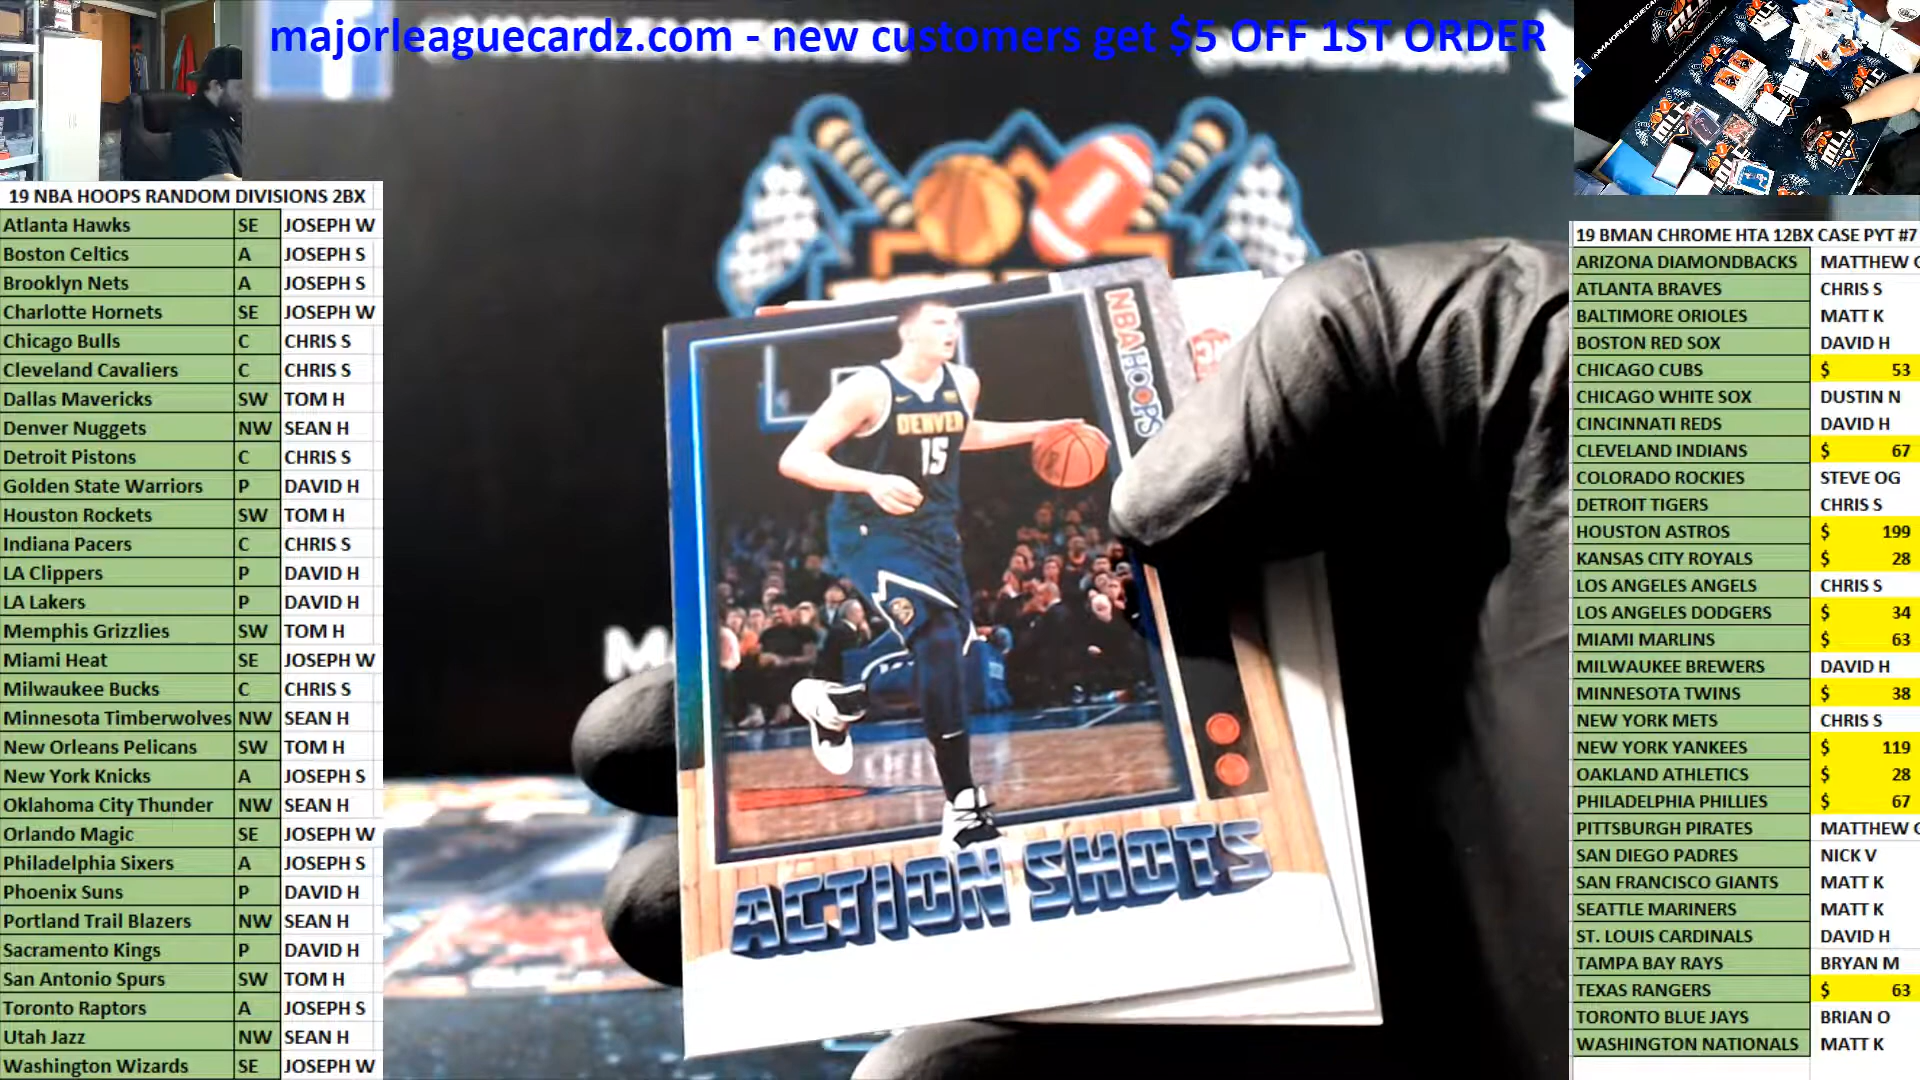 majorleaguecardz.com - new customers get $5 OFF 1ST ORDER
19 NBA HOOPS RANDOM DIVISIONS 2BX
Atlanta Hawks SE JOSEPH W
Boston Celtics A JOSEPH S
Brooklyn Nets A JOSEPH S
Charlotte Hornets SE JOSEPH W
Chicago Bulls C CHRIS S
Cleveland Cavaliers C CHRIS S
Dallas Mavericks SW TOM H
Denver Nuggets NW SEAN H
Detroit Pistons C CHRIS S
Golden State Warriors P DAVID H
Houston Rockets SW TOM H
Indiana Pacers C CHRIS S
LA Clippers P DAVID H
LA Lakers P DAVID H
Memphis Grizzlies SW TOM H
Miami Heat SE JOSEPH W
Milwaukee Bucks C CHRIS S
Minnesota Timberwolves NW SEAN H
New Orleans Pelicans SW TOM H
New York Knicks A JOSEPH S
Oklahoma City Thunder NW SEAN H
Orlando Magic SE JOSEPH W
Philadelphia Sixers A JOSEPH S
Phoenix Suns P DAVID H
Portland Trail Blazers NW SEAN H
Sacramento Kings P DAVID H
San Antonio Spurs SW TOM H
Toronto Raptors A JOSEPH S
Utah Jazz NW SEAN H
Washington Wizards SE JOSEPH W
NBA HOOPS
DENVER
15
ACTION SHOTS
19 BMAN CHROME HTA 12BX CASE PYT #7
ARIZONA DIAMONDBACKS MATTHEW
ATLANTA BRAVES CHRIS S
BALTIMORE ORIOLES MATT K
BOSTON RED SOX DAVID H
CHICAGO CUBS $ 53
CHICAGO WHITE SOX DUSTIN N
CINCINNATI REDS DAVID H
CLEVELAND INDIANS $ 67
COLORADO ROCKIES STEVE OG
DETROIT TIGERS CHRIS S
HOUSTON ASTROS $ 199
KANSAS CITY ROYALS $ 28
LOS ANGELES ANGELS CHRIS S
LOS ANGELES DODGERS $ 34
MIAMI MARLINS $ 63
MILWAUKEE BREWERS DAVID H
MINNESOTA TWINS $ 38
NEW YORK METS CHRIS S
NEW YORK YANKEES $ 119
OAKLAND ATHLETICS $ 28
PHILADELPHIA PHILLIES $ 67
PITTSBURGH PIRATES MATTHEW
SAN DIEGO PADRES NICK V
SAN FRANCISCO GIANTS MATT K
SEATTLE MARINERS MATT K
ST. LOUIS CARDINALS DAVID H
TAMPA BAY RAYS BRYAN M
TEXAS RANGERS $ 63
TORONTO BLUE JAYS BRIAN O
WASHINGTON NATIONALS MATT K